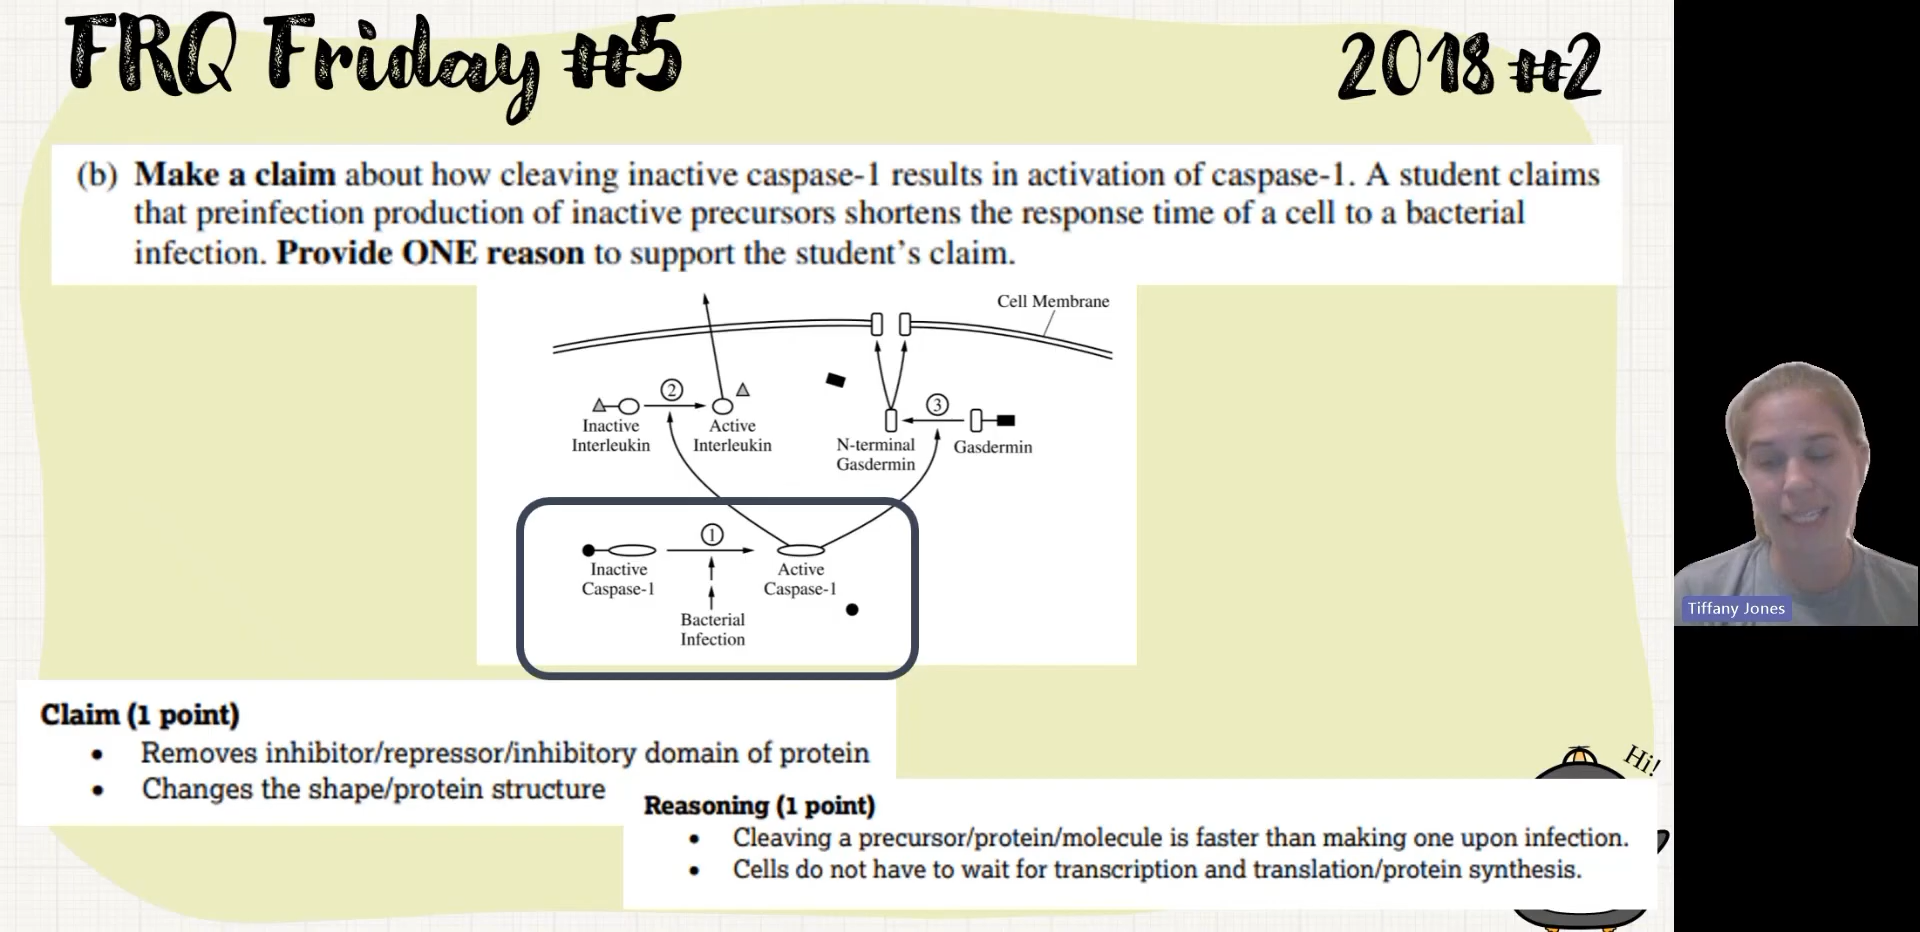 FRQ Friday #5
2018 #2
(b) Make a claim about how cleaving inactive caspase-1 results in activation of caspase-1. A student claims
that preinfection production of inactive precursors shortens the response time of a cell to a bacterial
infection. Provide ONE reason to support the student's claim.
Cell Membrane
②
③
Inactive
Interleukin
Active
Interleukin
N-terminal
Gasdermin
Gasdermin
①
Inactive
Caspase-1
Active
Caspase-1
Bacterial
Infection
Tiffany Jones
Claim (1 point)
• Removes inhibitor/repressor/inhibitory domain of protein
• Changes the shape/protein structure
Hi!
Reasoning (1 point)
• Cleaving a precursor/protein/molecule is faster than making one upon infection.
• Cells do not have to wait for transcription and translation/protein synthesis.